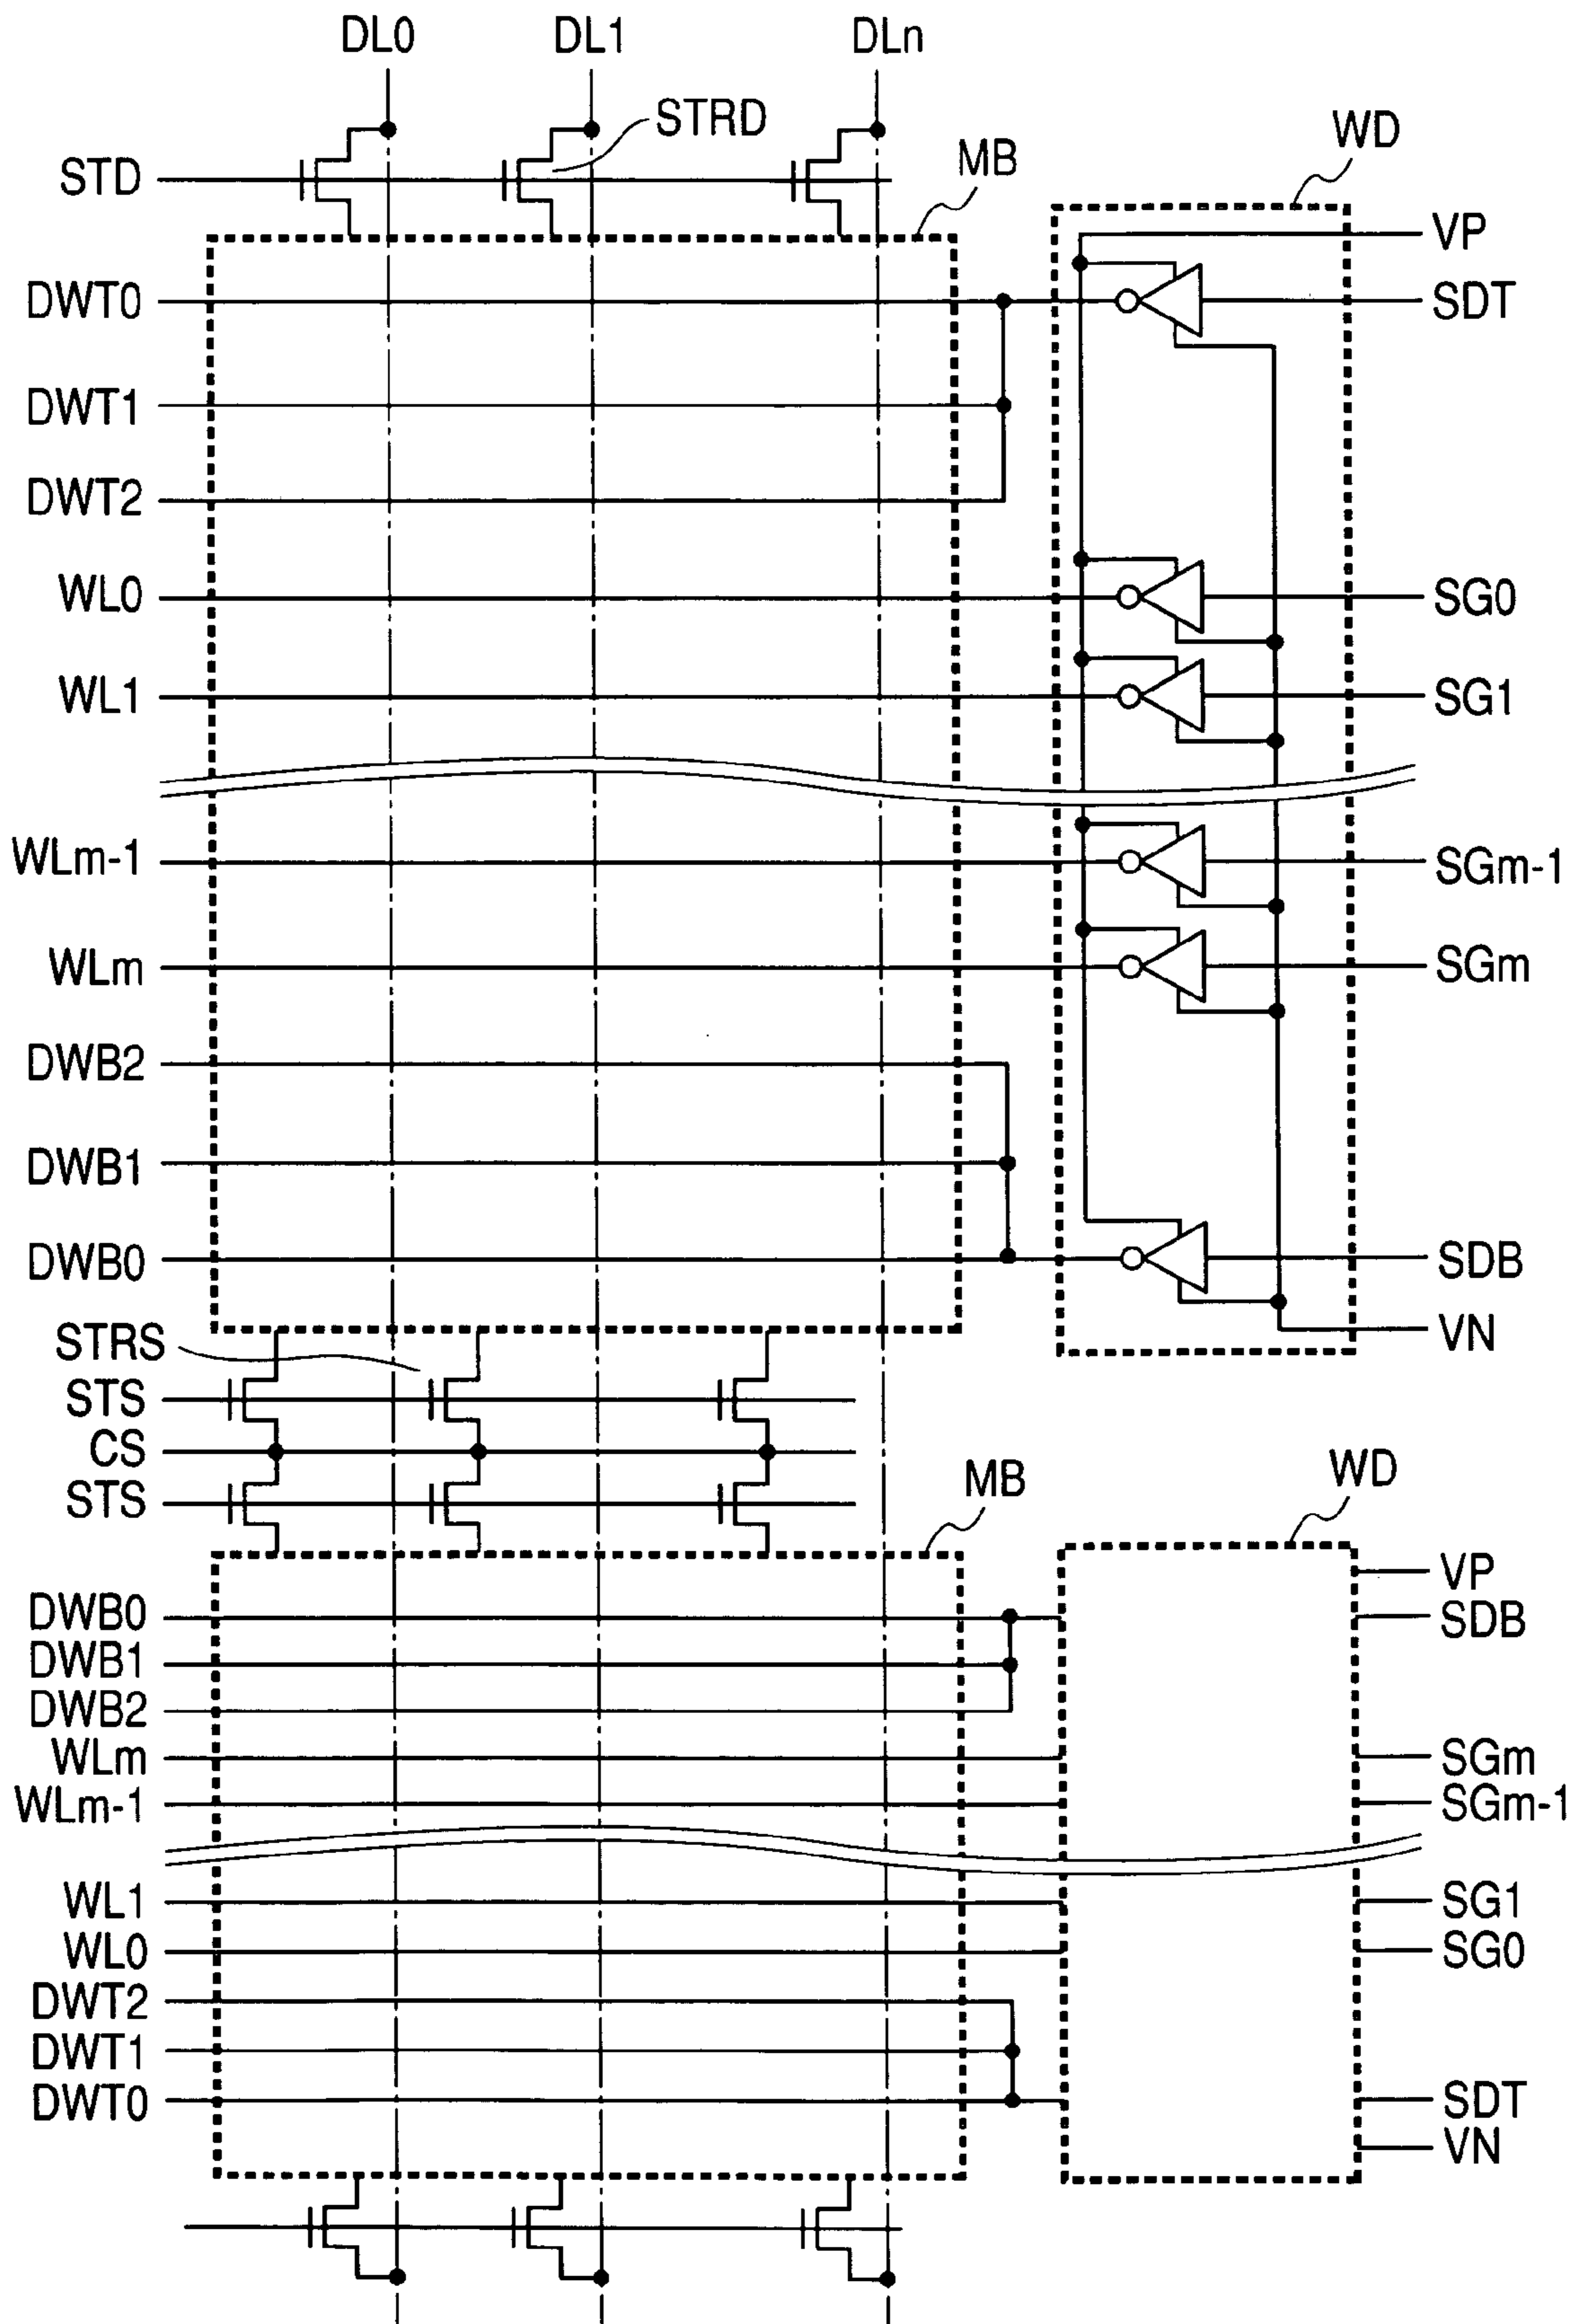 DL0 DL1 DLn
STRD
STD
MB
WD
VP
DWT0
SDT
DWT1
DWT2
WL0
SG0
WL1
SG1
WLm-1
SGm-1
WLm
SGm
DWB2
DWB1
DWB0
SDB
STRS
VN
STS
CS
STS
MB
WD
VP
DWB0
SDB
DWB1
DWB2
WLm
SGm
WLm-1
SGm-1
WL1
SG1
WL0
SG0
DWT2
DWT1
DWT0
SDT
VN